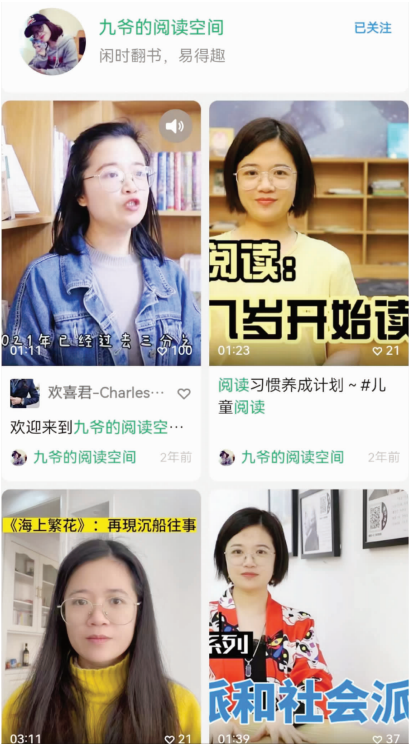 九爷的阅读空间
已关注
闲时翻书，易得趣
021年已经过去三分之
01:11
100
阅读：
几岁开始读
01:23
21
欢喜君-Charles…
欢迎来到九爷的阅读空…
九爷的阅读空间
2年前
阅读习惯养成计划～#儿
童阅读
九爷的阅读空间
2年前
《海上繁花》：再現沉船往事
03:11
21
系列
派和社会派
01:39
37